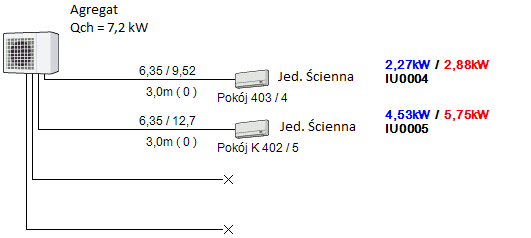 Agregat
Qch = 7,2 kW
6,35 / 9,52
3,0m ( 0 )
Jed. Ścienna
Pokój 403 / 4
2,27kW / 2,88kW
IU0004
6,35 / 12,7
3,0m ( 0 )
Jed. Ścienna
Pokój K 402 / 5
4,53kW / 5,75kW
IU0005